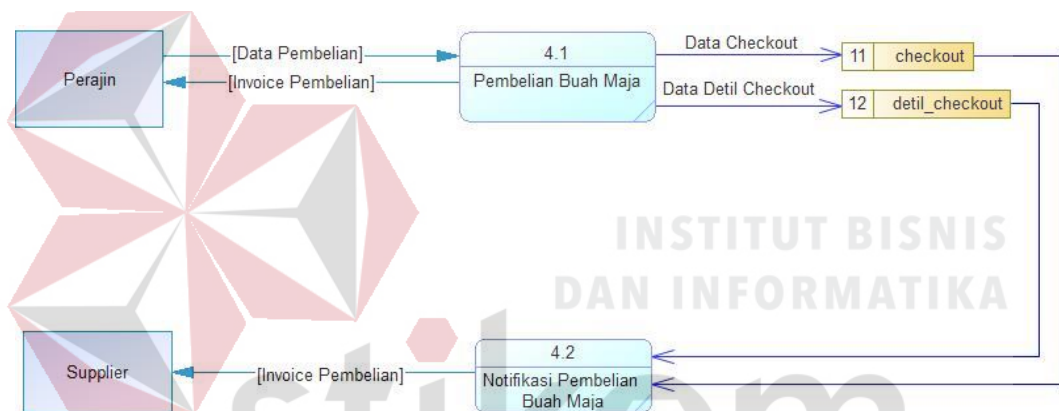 [Data Pembelian]
4.1
Data Checkout
11 checkout
Perajin
[Invoice Pembelian]
Pembelian Buah Maja
Data Detil Checkout
12 detil_checkout
INSTITUT BISNIS
DAN INFORMATIKA
4.2
Supplier
[Invoice Pembelian]
Notifikasi Pembelian
Buah Maja
stikom